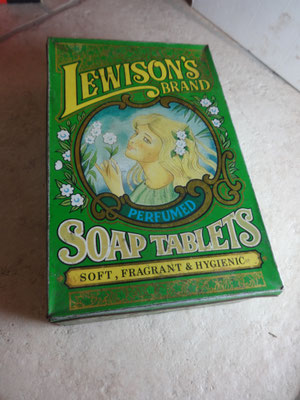 LEWISON'S
BRAND
PERFUMED
SOAP TABLETS
SOFT, FRAGRANT & HYGIENIC